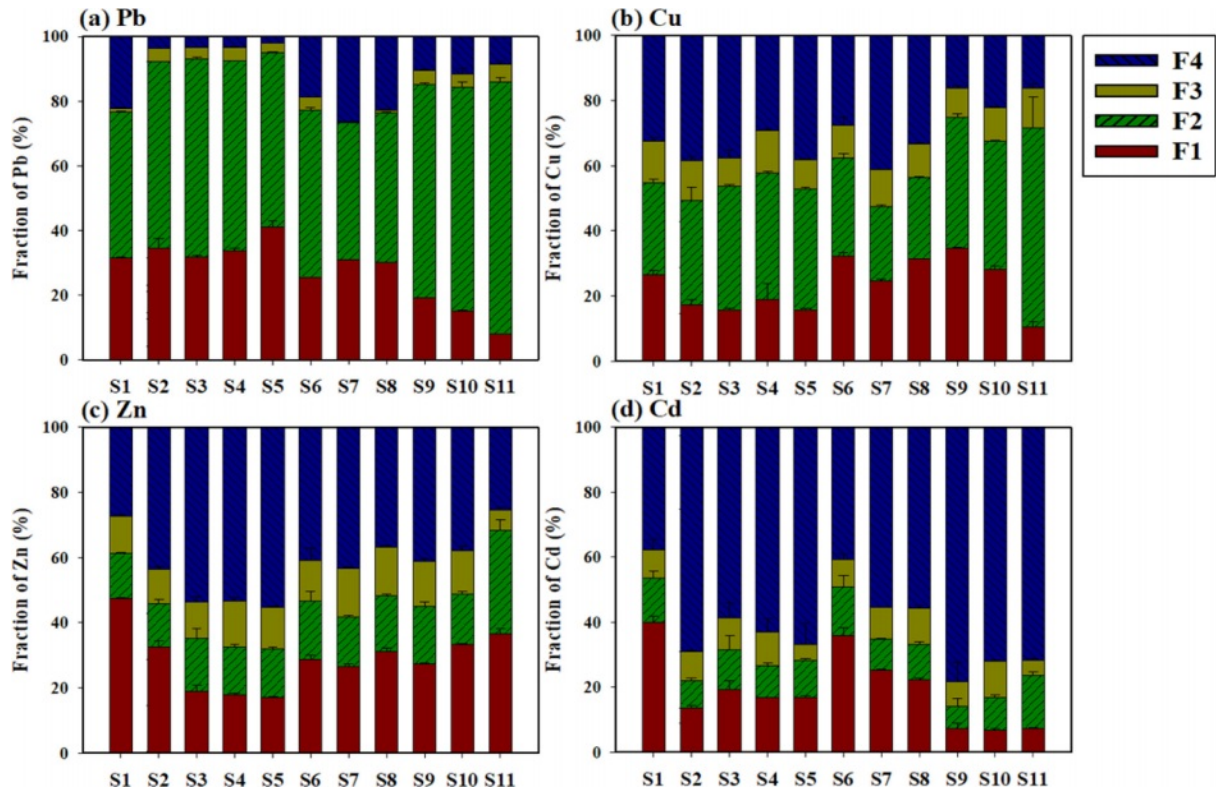 (a) Pb
Fraction of Pb (%)
100
80
60
40
20
0
S1 S2 S3 S4 S5 S6 S7 S8 S9 S10 S11
(b) Cu
Fraction of Cu (%)
100
80
60
40
20
0
S1 S2 S3 S4 S5 S6 S7 S8 S9 S10 S11
F4
F3
F2
F1
(c) Zn
Fraction of Zn (%)
100
80
60
40
20
0
S1 S2 S3 S4 S5 S6 S7 S8 S9 S10 S11
(d) Cd
Fraction of Cd (%)
100
80
60
40
20
0
S1 S2 S3 S4 S5 S6 S7 S8 S9 S10 S11